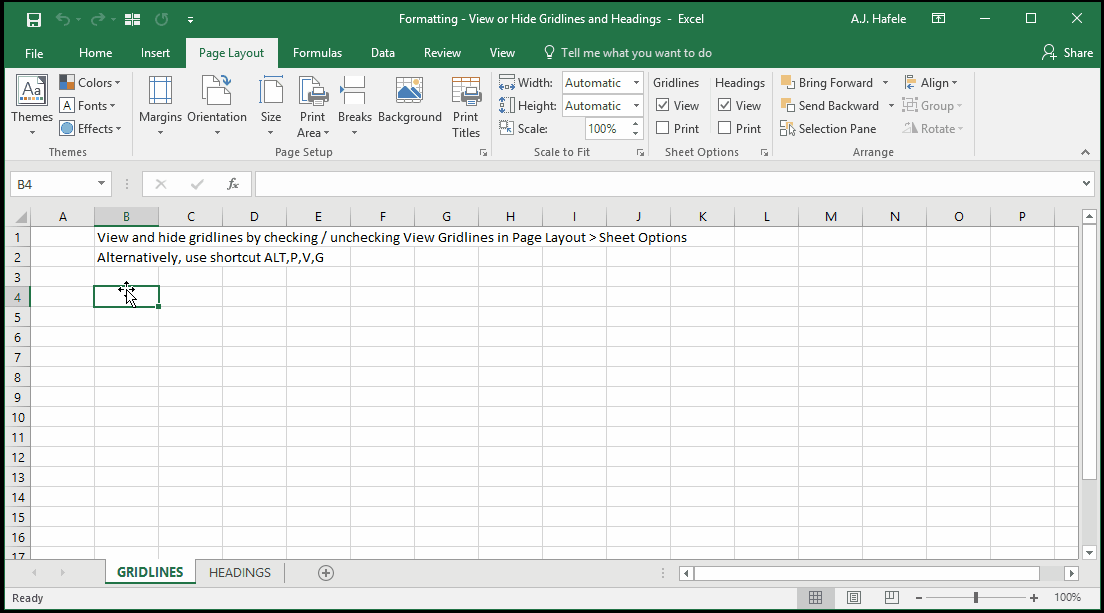 Formatting - View or Hide Gridlines and Headings - Excel
A.J. Hafele
File Home Insert Page Layout Formulas Data Review View Tell me what you want to do Share
Aa
Themes
Colors
A Fonts
Effects
Themes
Margins
Orientation
Size
Print
Area
Breaks
Background
Print
Titles
Page Setup
Width: Automatic
Height: Automatic
Scale: 100%
Scale to Fit
Gridlines Headings
View View
Print Print
Sheet Options
Bring Forward Align
Send Backward Group
Selection Pane Rotate
Arrange
B4 fx
A B C D E F G H I J K L M N O P
1 View and hide gridlines by checking / unchecking View Gridlines in Page Layout > Sheet Options
2 Alternatively, use shortcut ALT,P,V,G
3
4
5
6
7
8
9
10
11
12
13
14
15
16
17
GRIDLINES HEADINGS
Ready 100%